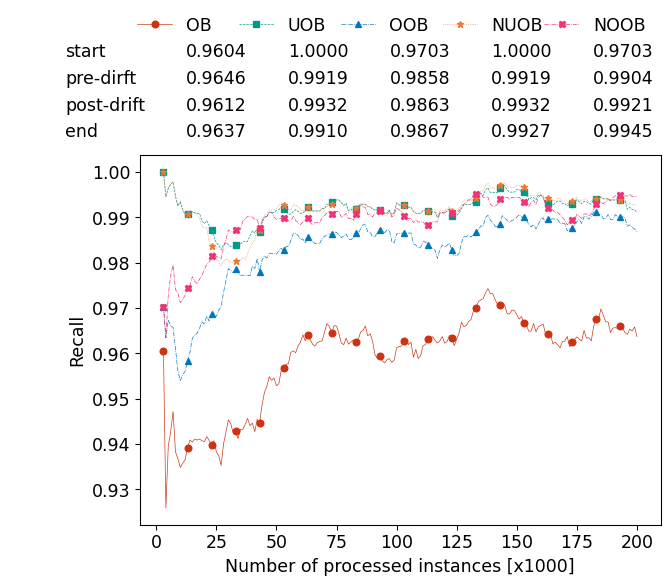 OB UOB OOB NUOB NOOB
start 0.9604 1.0000 0.9703 1.0000 0.9703
pre-dirft 0.9646 0.9919 0.9858 0.9919 0.9904
post-drift 0.9612 0.9932 0.9863 0.9932 0.9921
end 0.9637 0.9910 0.9867 0.9927 0.9945
1.00
0.99
0.98
0.97
0.96
0.95
0.94
0.93
Recall
0 25 50 75 100 125 150 175 200
Number of processed instances [x1000]